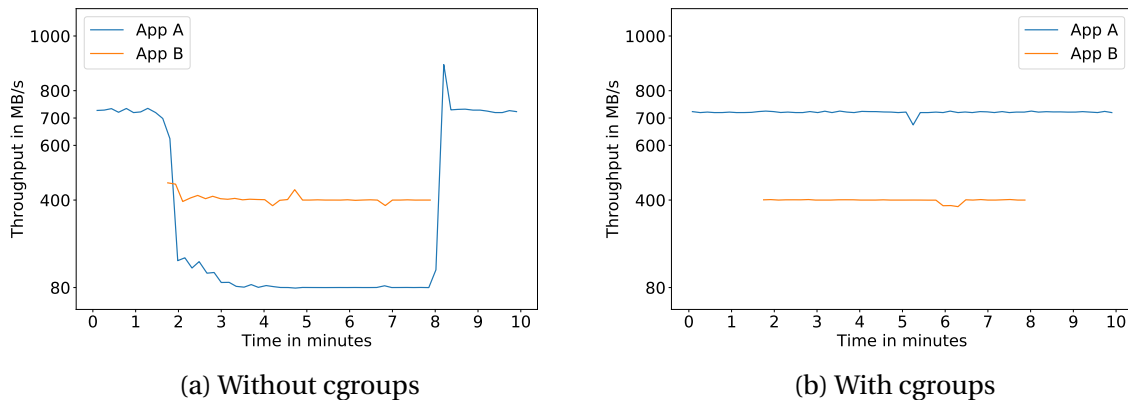 Throughput in MB/s
1000
800
700
600
400
80
App A
App B
0 1 2 3 4 5 6 7 8 9 10
Time in minutes
(a) Without cgroups
Throughput in MB/s
1000
800
700
600
400
80
App A
App B
0 1 2 3 4 5 6 7 8 9 10
Time in minutes
(b) With cgroups